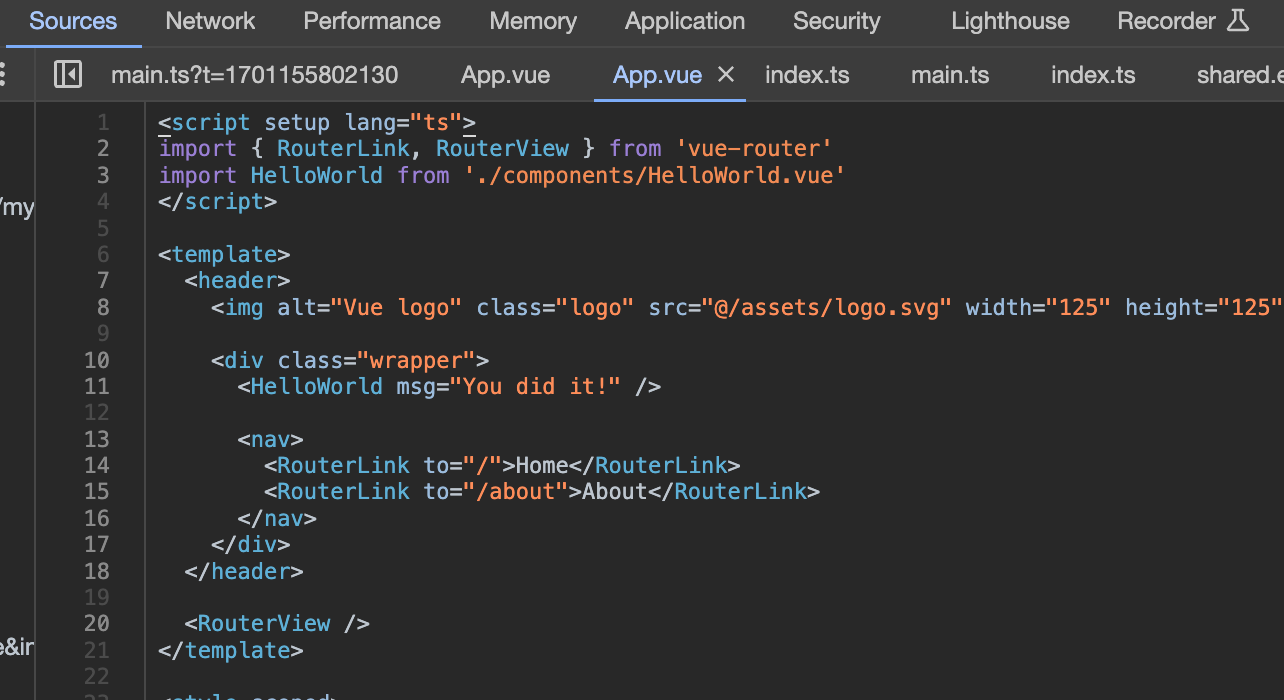 Sources Network Performance Memory Application Security Lighthouse Recorder
main.ts?t=1701155802130 App.vue App.vue × index.ts main.ts index.ts shared.e
/my
e&ir
1 <script setup lang="ts">
2 import { RouterLink, RouterView } from 'vue-router'
3 import HelloWorld from './components/HelloWorld.vue'
4 </script>
5
6 <template>
7   <header>
8     <img alt="Vue logo" class="logo" src="@/assets/logo.svg" width="125" height="125"
9
10     <div class="wrapper">
11       <HelloWorld msg="You did it!" />
12
13       <nav>
14         <RouterLink to="/">Home</RouterLink>
15         <RouterLink to="/about">About</RouterLink>
16       </nav>
17     </div>
18   </header>
19
20   <RouterView />
21 </template>
22
23 <style scoped>